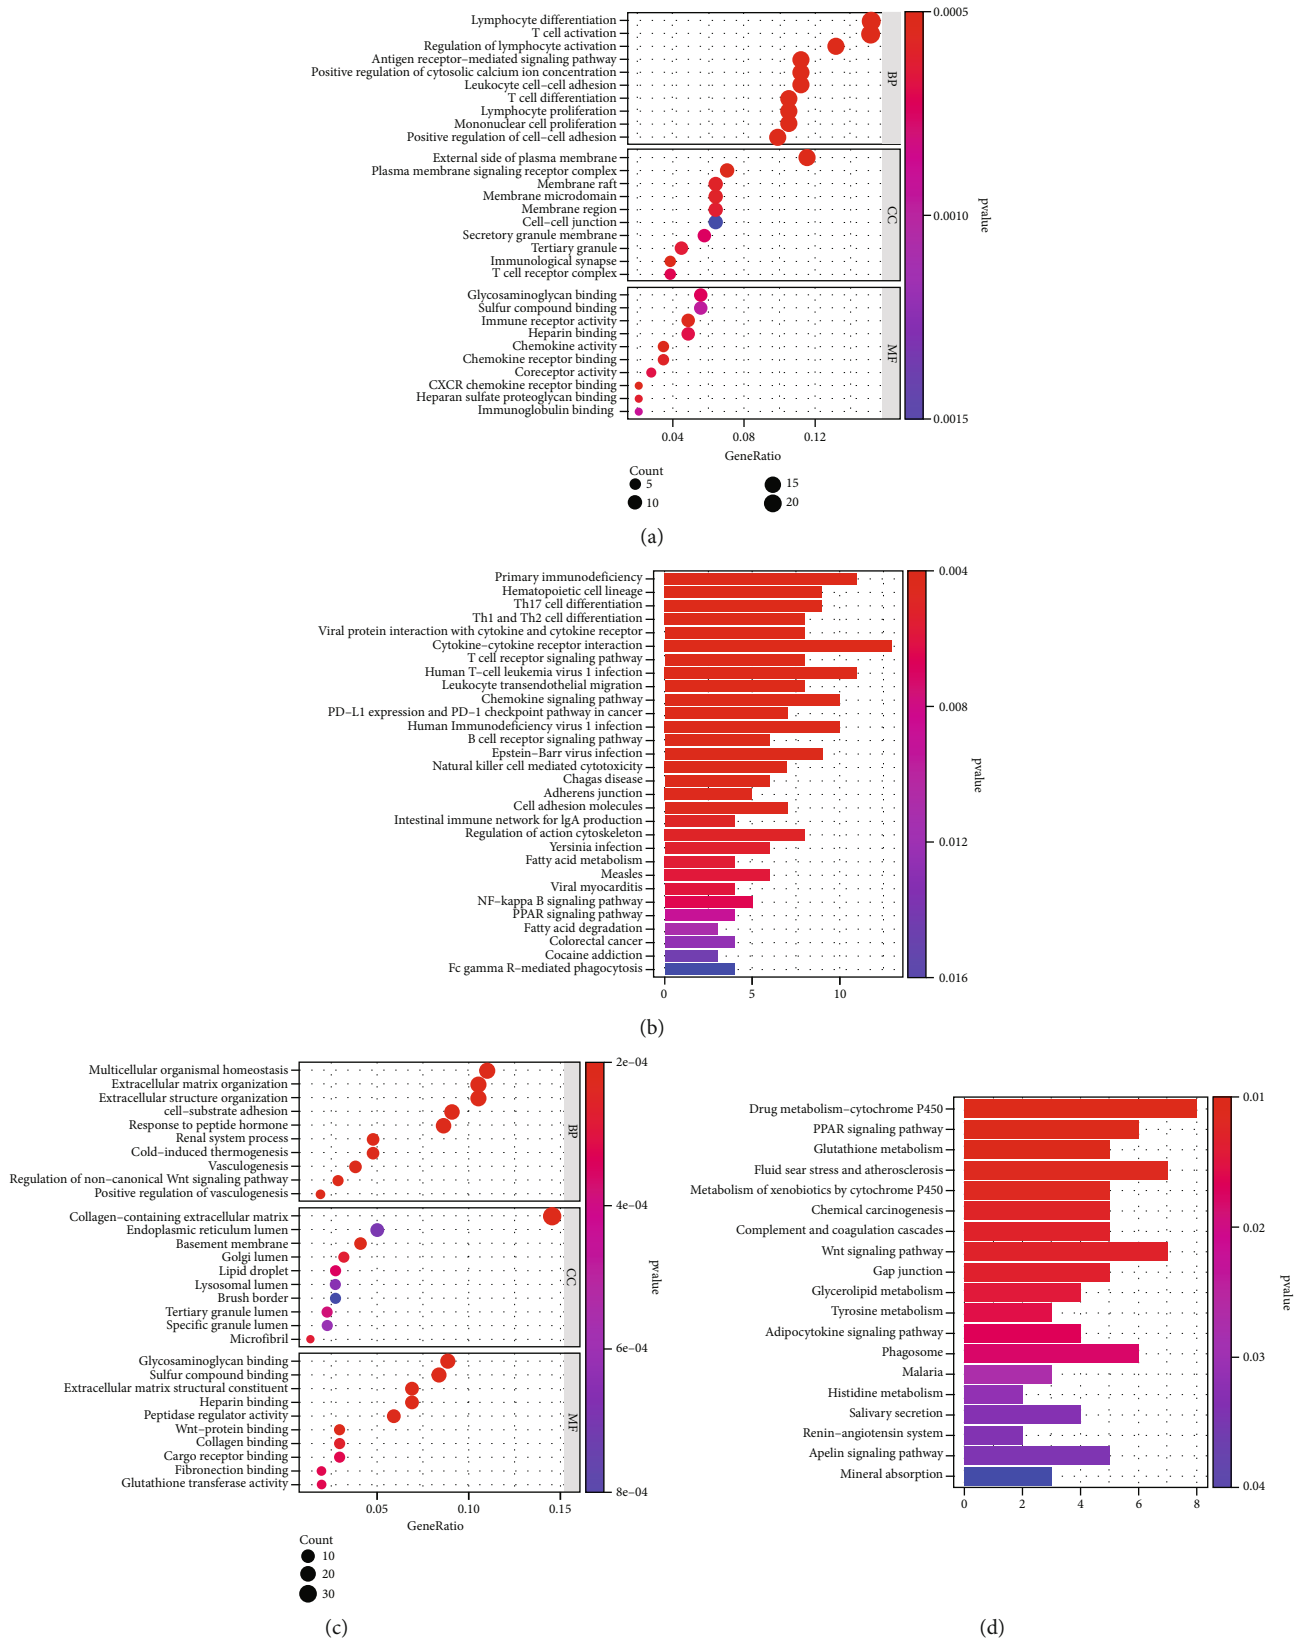 Lymphocyte differentiation
T cell activation
Regulation of lymphocyte activation
Antigen receptor−mediated signaling pathway
Positive regulation of cytosolic calcium ion concentration
Leukocyte cell−cell adhesion
T cell differentiation
Lymphocyte proliferation
Mononuclear cell proliferation
Positive regulation of cell−cell adhesion
BP
External side of plasma membrane
Plasma membrane signaling receptor complex
Membrane raft
Membrane microdomain
Membrane region
Cell−cell junction
Secretory granule membrane
Tertiary granule
Immunological synapse
T cell receptor complex
CC
Glycosaminoglycan binding
Sulfur compound binding
Immune receptor activity
Heparin binding
Chemokine activity
Chemokine receptor binding
Coreceptor activity
CXCR chemokine receptor binding
Heparan sulfate proteoglycan binding
Immunoglobulin binding
MF
0.04 0.08 0.12
GeneRatio
0.0005
0.0010
0.0015
pvalue
Count
5 15
10 20
(a)
Primary immunodeficiency
Hematopoietic cell lineage
Th17 cell differentiation
Th1 and Th2 cell differentiation
Viral protein interaction with cytokine and cytokine receptor
Cytokine−cytokine receptor interaction
T cell receptor signaling pathway
Human T−cell leukemia virus 1 infection
Leukocyte transendothelial migration
Chemokine signaling pathway
PD−L1 expression and PD−1 checkpoint pathway in cancer
Human Immunodeficiency virus 1 infection
B cell receptor signaling pathway
Epstein−Barr virus infection
Natural killer cell mediated cytotoxicity
Chagas disease
Adherens junction
Cell adhesion molecules
Intestinal immune network for lgA production
Regulation of action cytoskeleton
Yersinia infection
Fatty acid metabolism
Measles
Viral myocarditis
NF−kappa B signaling pathway
PPAR signaling pathway
Fatty acid degradation
Colorectal cancer
Cocaine addiction
Fc gamma R−mediated phagocytosis
0 5 10
0.004
0.008
0.012
0.016
pvalue
(b)
Multicellular organismal homeostasis
Extracellular matrix organization
Extracellular structure organization
cell−substrate adhesion
Response to peptide hormone
Renal system process
Cold−induced thermogenesis
Vasculogenesis
Regulation of non−canonical Wnt signaling pathway
Positive regulation of vasculogenesis
BP
Collagen−containing extracellular matrix
Endoplasmic reticulum lumen
Basement membrane
Golgi lumen
Lipid droplet
Lysosomal lumen
Brush border
Tertiary granule lumen
Specific granule lumen
Microfibril
CC
Glycosaminoglycan binding
Sulfur compound binding
Extracellular matrix structural constituent
Heparin binding
Peptidase regulator activity
Wnt−protein binding
Collagen binding
Cargo receptor binding
Fibronection binding
Glutathione transferase activity
MF
0.05 0.10 0.15
GeneRatio
2e−04
4e−04
6e−04
8e−04
pvalue
Count
10
20
30
(c)
Drug metabolism−cytochrome P450
PPAR signaling pathway
Glutathione metabolism
Fluid sear stress and atherosclerosis
Metabolism of xenobiotics by cytochrome P450
Chemical carcinogenesis
Complement and coagulation cascades
Wnt signaling pathway
Gap junction
Glycerolipid metabolism
Tyrosine metabolism
Adipocytokine signaling pathway
Phagosome
Malaria
Histidine metabolism
Salivary secretion
Renin−angiotensin system
Apelin signaling pathway
Mineral absorption
0 2 4 6 8
0.01
0.02
0.03
0.04
pvalue
(d)